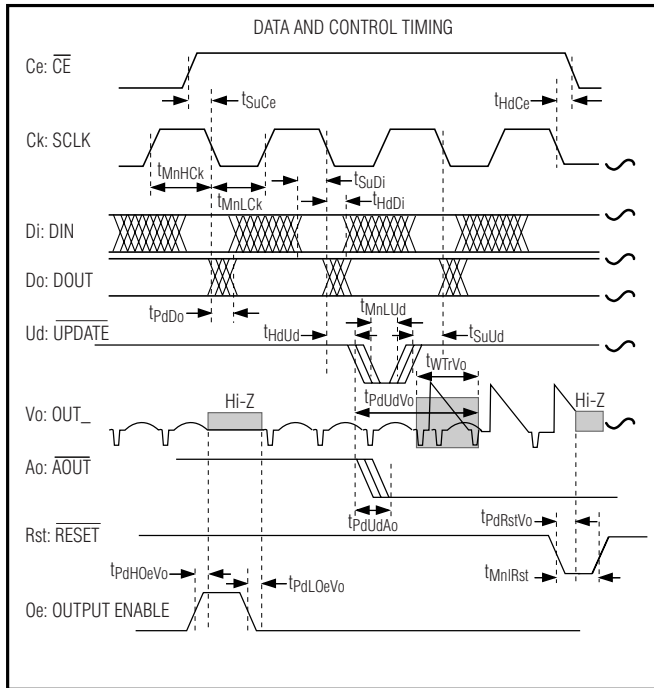 DATA AND CONTROL TIMING
Ce: CE
tSuCe
tHdCe
Ck: SCLK
tMnHCk
tMnLCk
tSuDi
tHdDi
Di: DIN
Do: DOUT
tPdDo
tMnLUd
tHdUd
tSuUd
Ud: UPDATE
tWTrVo
Hi-Z
tPdUdVo
Hi-Z
Vo: OUT_
Ao: AOUT
tPdUdAo
tPdRstVo
Rst: RESET
tMnlRst
tPdHOeVo
tPdLOeVo
Oe: OUTPUT ENABLE